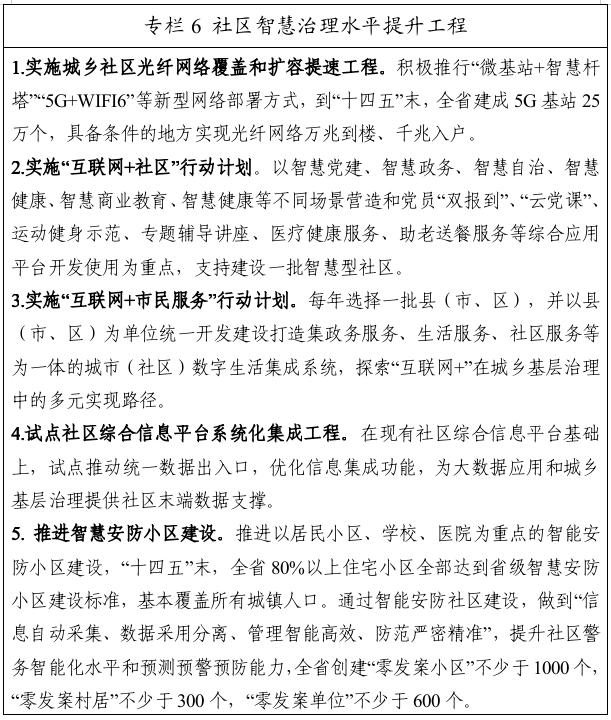 专栏 6 社区智慧治理水平提升工程
1.实施城乡社区光纤网络覆盖和扩容提速工程。积极推行“微基站+智慧杆
塔”“5G+WIFI6”等新型网络部署方式，到“十四五”末，全省建成 5G 基站 25
万个，具备条件的地方实现光纤网络万兆到楼、千兆入户。
2.实施“互联网+社区”行动计划。以智慧党建、智慧政务、智慧自治、智慧
健康、智慧商业教育、智慧健康等不同场景营造和党员“双报到”、“云党课”、
运动健身示范、专题辅导讲座、医疗健康服务、助老送餐服务等综合应用
平台开发使用为重点，支持建设一批智慧型社区。
3.实施“互联网+市民服务”行动计划。每年选择一批县（市、区），并以县
（市、区）为单位统一开发建设打造集政务服务、生活服务、社区服务等
为一体的城市（社区）数字生活集成系统，探索“互联网+”在城乡基层治理
中的多元实现路径。
4.试点社区综合信息平台系统化集成工程。在现有社区综合信息平台基础
上，试点推动统一数据出入口，优化信息集成功能，为大数据应用和城乡
基层治理提供社区末端数据支撑。
5. 推进智慧安防小区建设。推进以居民小区、学校、医院为重点的智能安
防小区建设，“十四五”末，全省 80%以上住宅小区全部达到省级智慧安防
小区建设标准，基本覆盖所有城镇人口。通过智能安防社区建设，做到“信
息自动采集、数据采用分离、管理智能高效、防范严密精准”，提升社区警
务智能化水平和预测预警预防能力,全省创建“零发案小区”不少于 1000 个，
“零发案村居”不少于 300 个，“零发案单位”不少于 600 个。